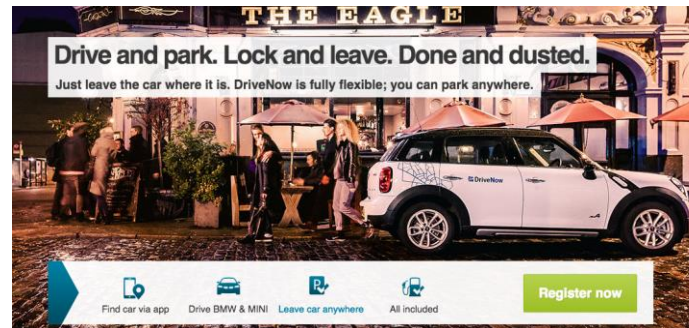 THE EAGLE
Drive and park. Lock and leave. Done and dusted.
Just leave the car where it is. DriveNow is fully flexible; you can park anywhere.
DriveNow
Find car via app
Drive BMW & MINI
Leave car anywhere
All included
Register now